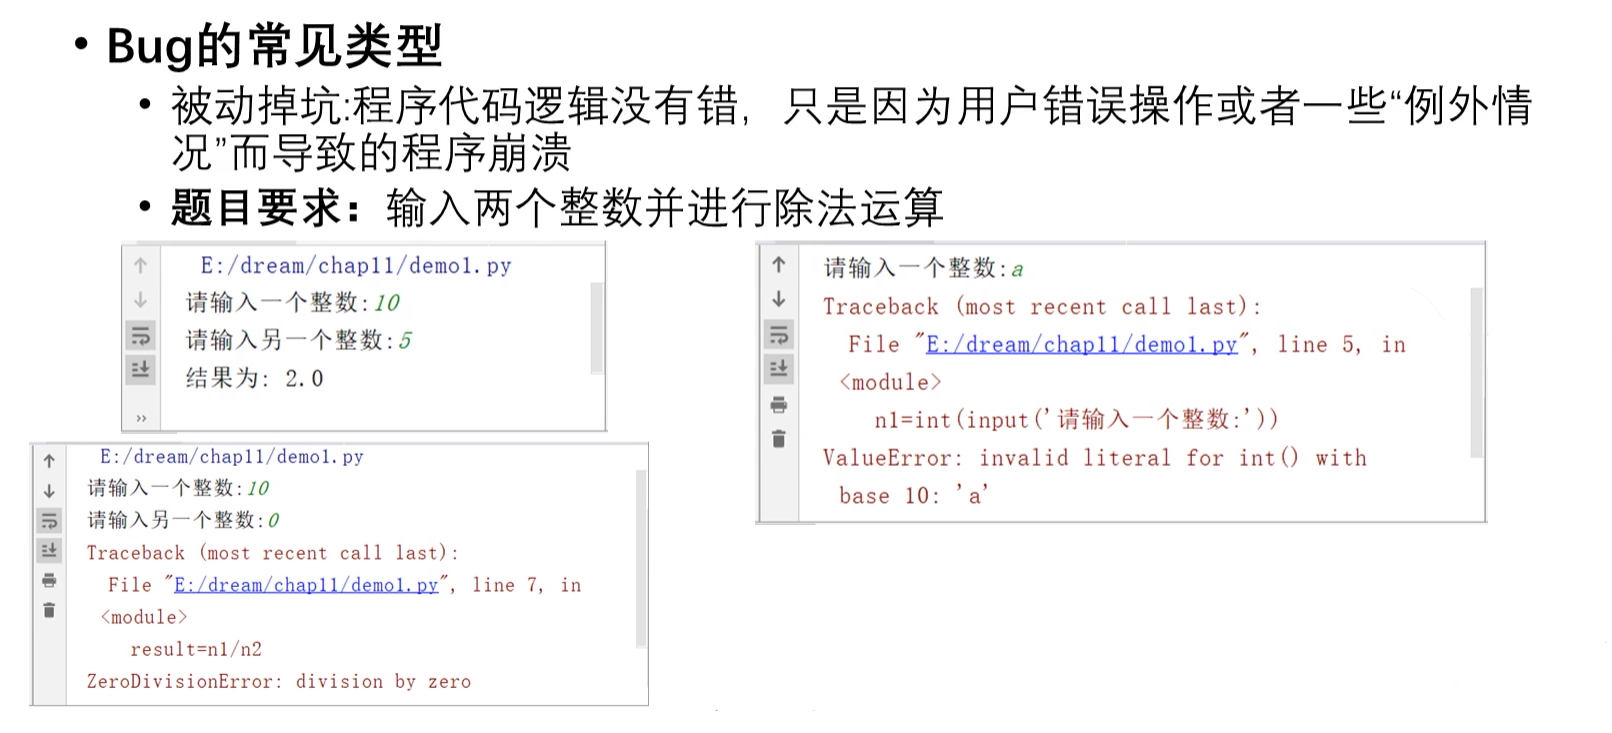 • Bug的常见类型
• 被动掉坑:程序代码逻辑没有错，只是因为用户错误操作或者一些“例外情
况”而导致的程序崩溃
• 题目要求：输入两个整数并进行除法运算
E:/dream/chap11/demo1.py
请输入一个整数:10
请输入另一个整数:5
结果为: 2.0
E:/dream/chap11/demo1.py
请输入一个整数:10
请输入另一个整数:0
Traceback (most recent call last):
File "E:/dream/chap11/demo1.py", line 7, in
<module>
result=n1/n2
ZeroDivisionError: division by zero
请输入一个整数:a
Traceback (most recent call last):
File "E:/dream/chap11/demo1.py", line 5, in
<module>
n1=int(input('请输入一个整数:'))
ValueError: invalid literal for int() with
base 10: 'a'